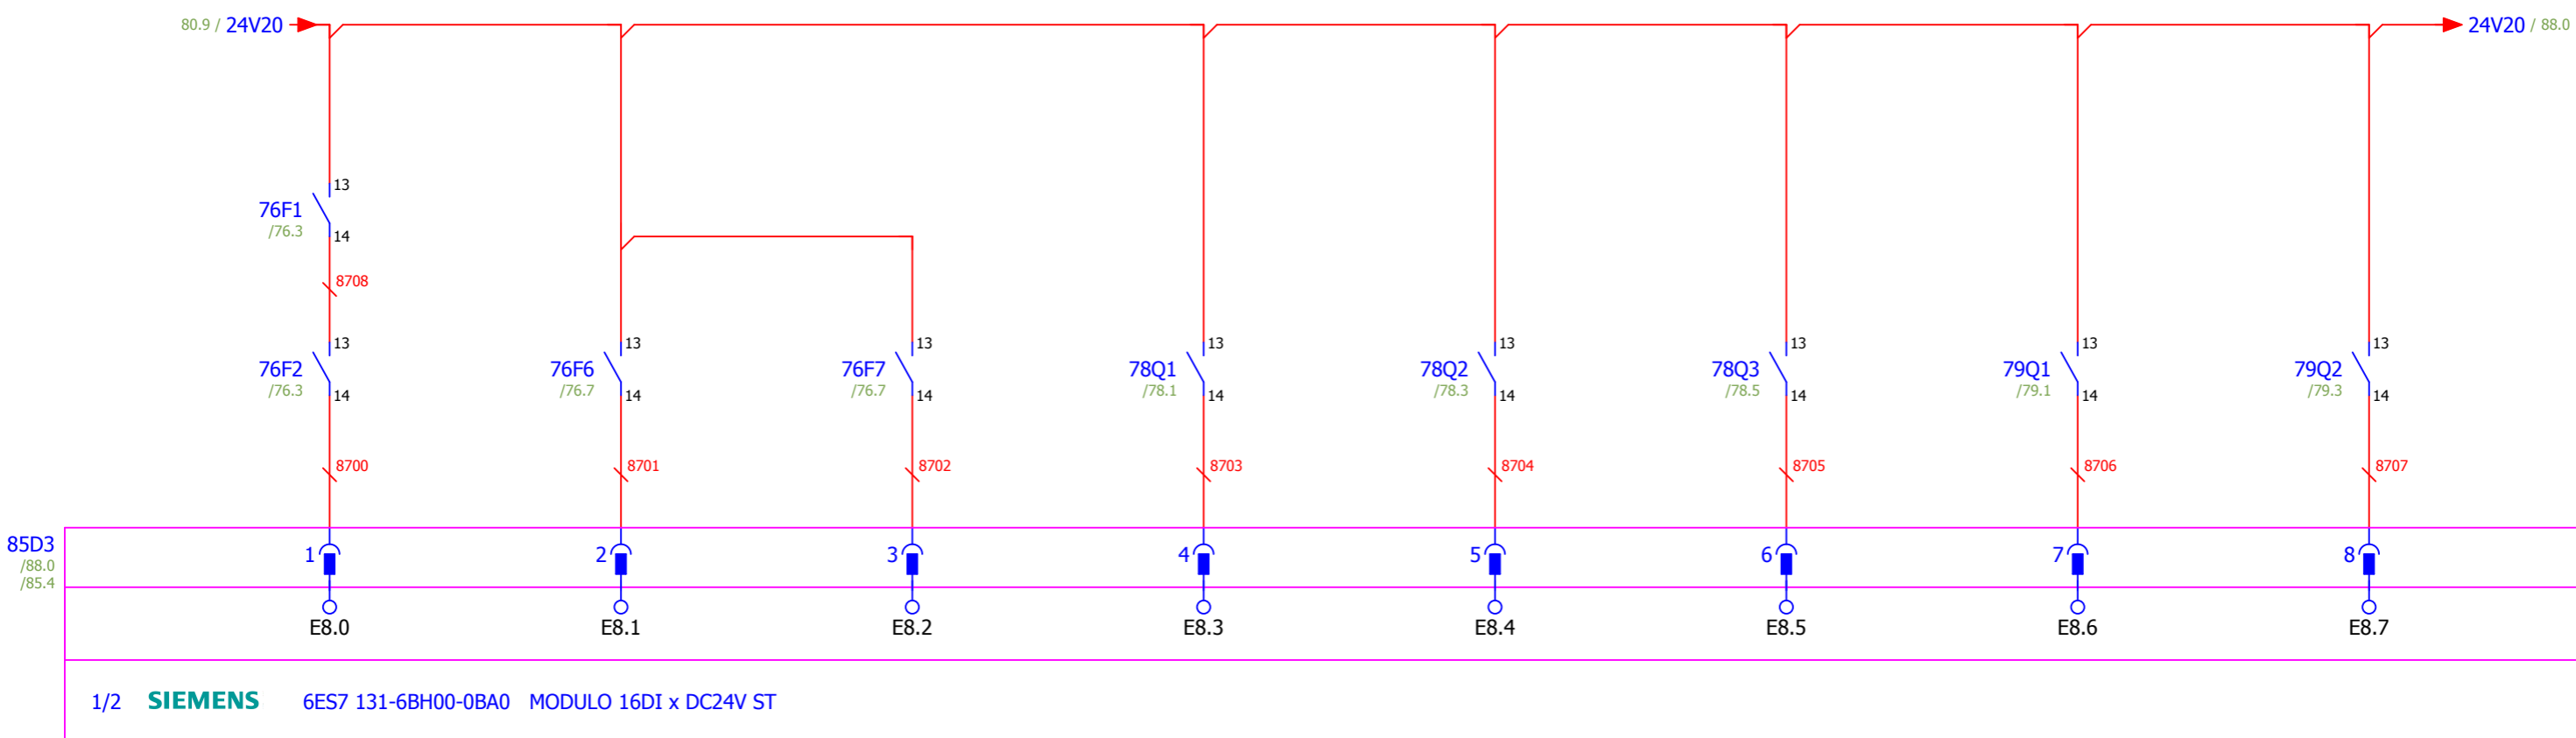 80.9 / 24V20
24V20 / 88.0
13
76F1
/76.3
14
8708
13
76F2
/76.3
14
13
76F6
/76.7
14
13
76F7
/76.7
14
13
78Q1
/78.1
14
13
78Q2
/78.3
14
13
78Q3
/78.5
14
13
79Q1
/79.1
14
13
79Q2
/79.3
14
8700
8701
8702
8703
8704
8705
8706
8707
85D3
/88.0
/85.4
1
2
3
4
5
6
7
8
E8.0
E8.1
E8.2
E8.3
E8.4
E8.5
E8.6
E8.7
1/2 SIEMENS 6ES7 131-6BH00-0BA0 MODULO 16DI x DC24V ST